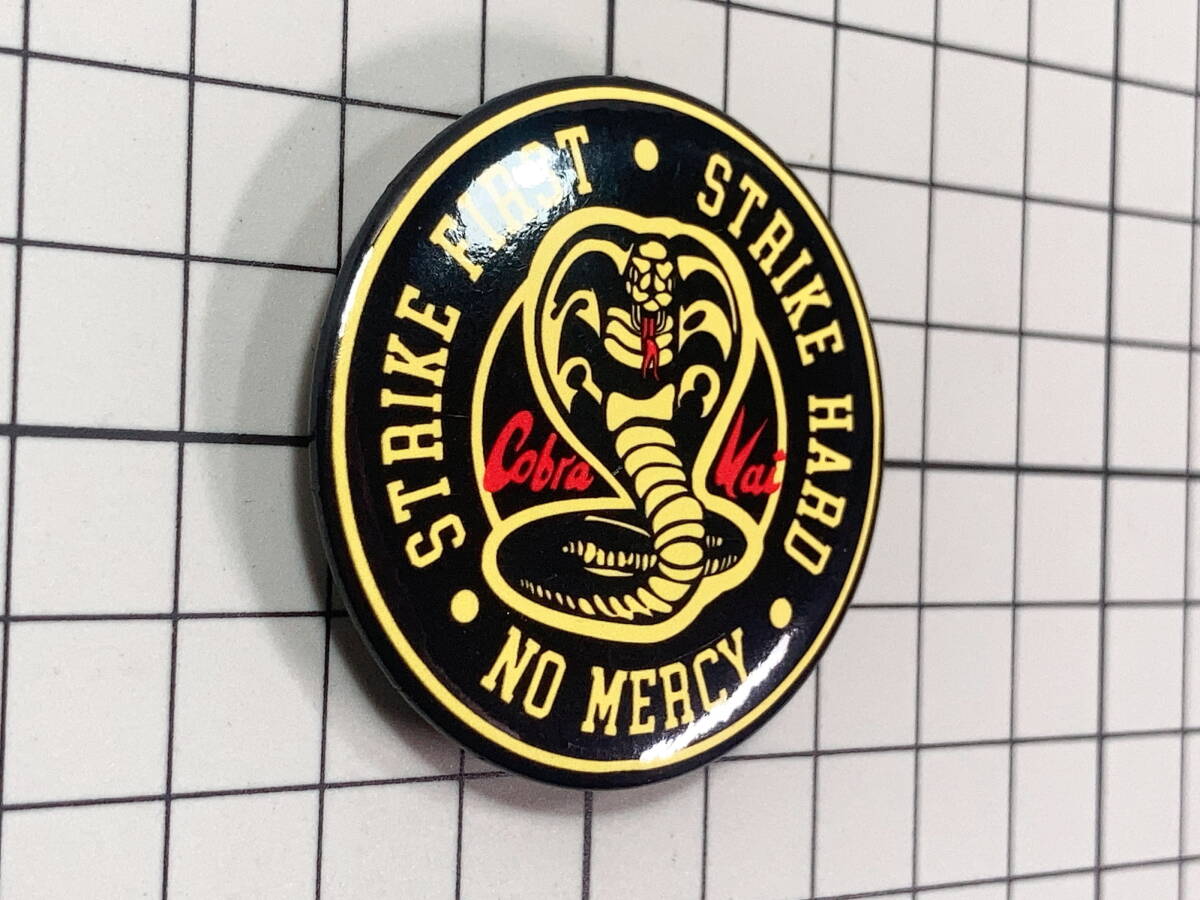 STRIKE FIRST • STRIKE HARD • NO MERCY •
Cobra Kai